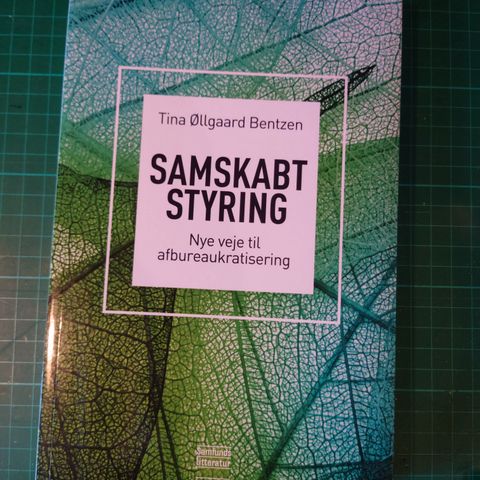 Tina Øllgaard Bentzen
SAMSKABT
STYRING
Nye veje til
afbureaukratisering
Samfunds
litteratur